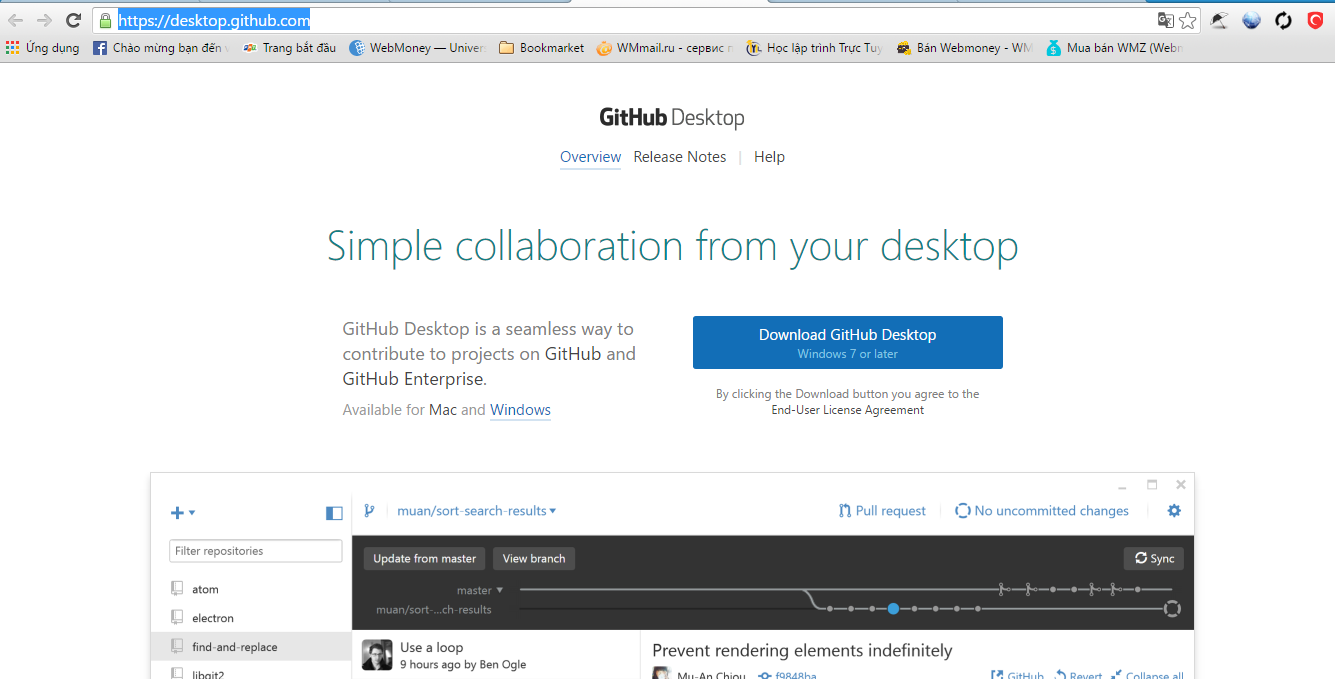 https://desktop.github.com
Ứng dụng Chào mừng bạn đến Trang bắt đầu WebMoney — Univer Bookmarket WMmail.ru - сервис Học lập trình Trực Tuy Bán Webmoney - WM Mua bán WMZ (Webm
GitHub Desktop
Overview Release Notes | Help
Simple collaboration from your desktop
GitHub Desktop is a seamless way to
contribute to projects on GitHub and
GitHub Enterprise.
Available for Mac and Windows
Download GitHub Desktop
Windows 7 or later
By clicking the Download button you agree to the
End-User License Agreement
muan/sort-search-results Pull request No uncommitted changes
Filter repositories
atom
electron
find-and-replace
libgit2
Update from master View branch Sync
master
muan/sort-...ch-results
Use a loop
9 hours ago by Ben Ogle
Prevent rendering elements indefinitely
Mu-An Chiou f9848ba GitHub Revert Collapse all